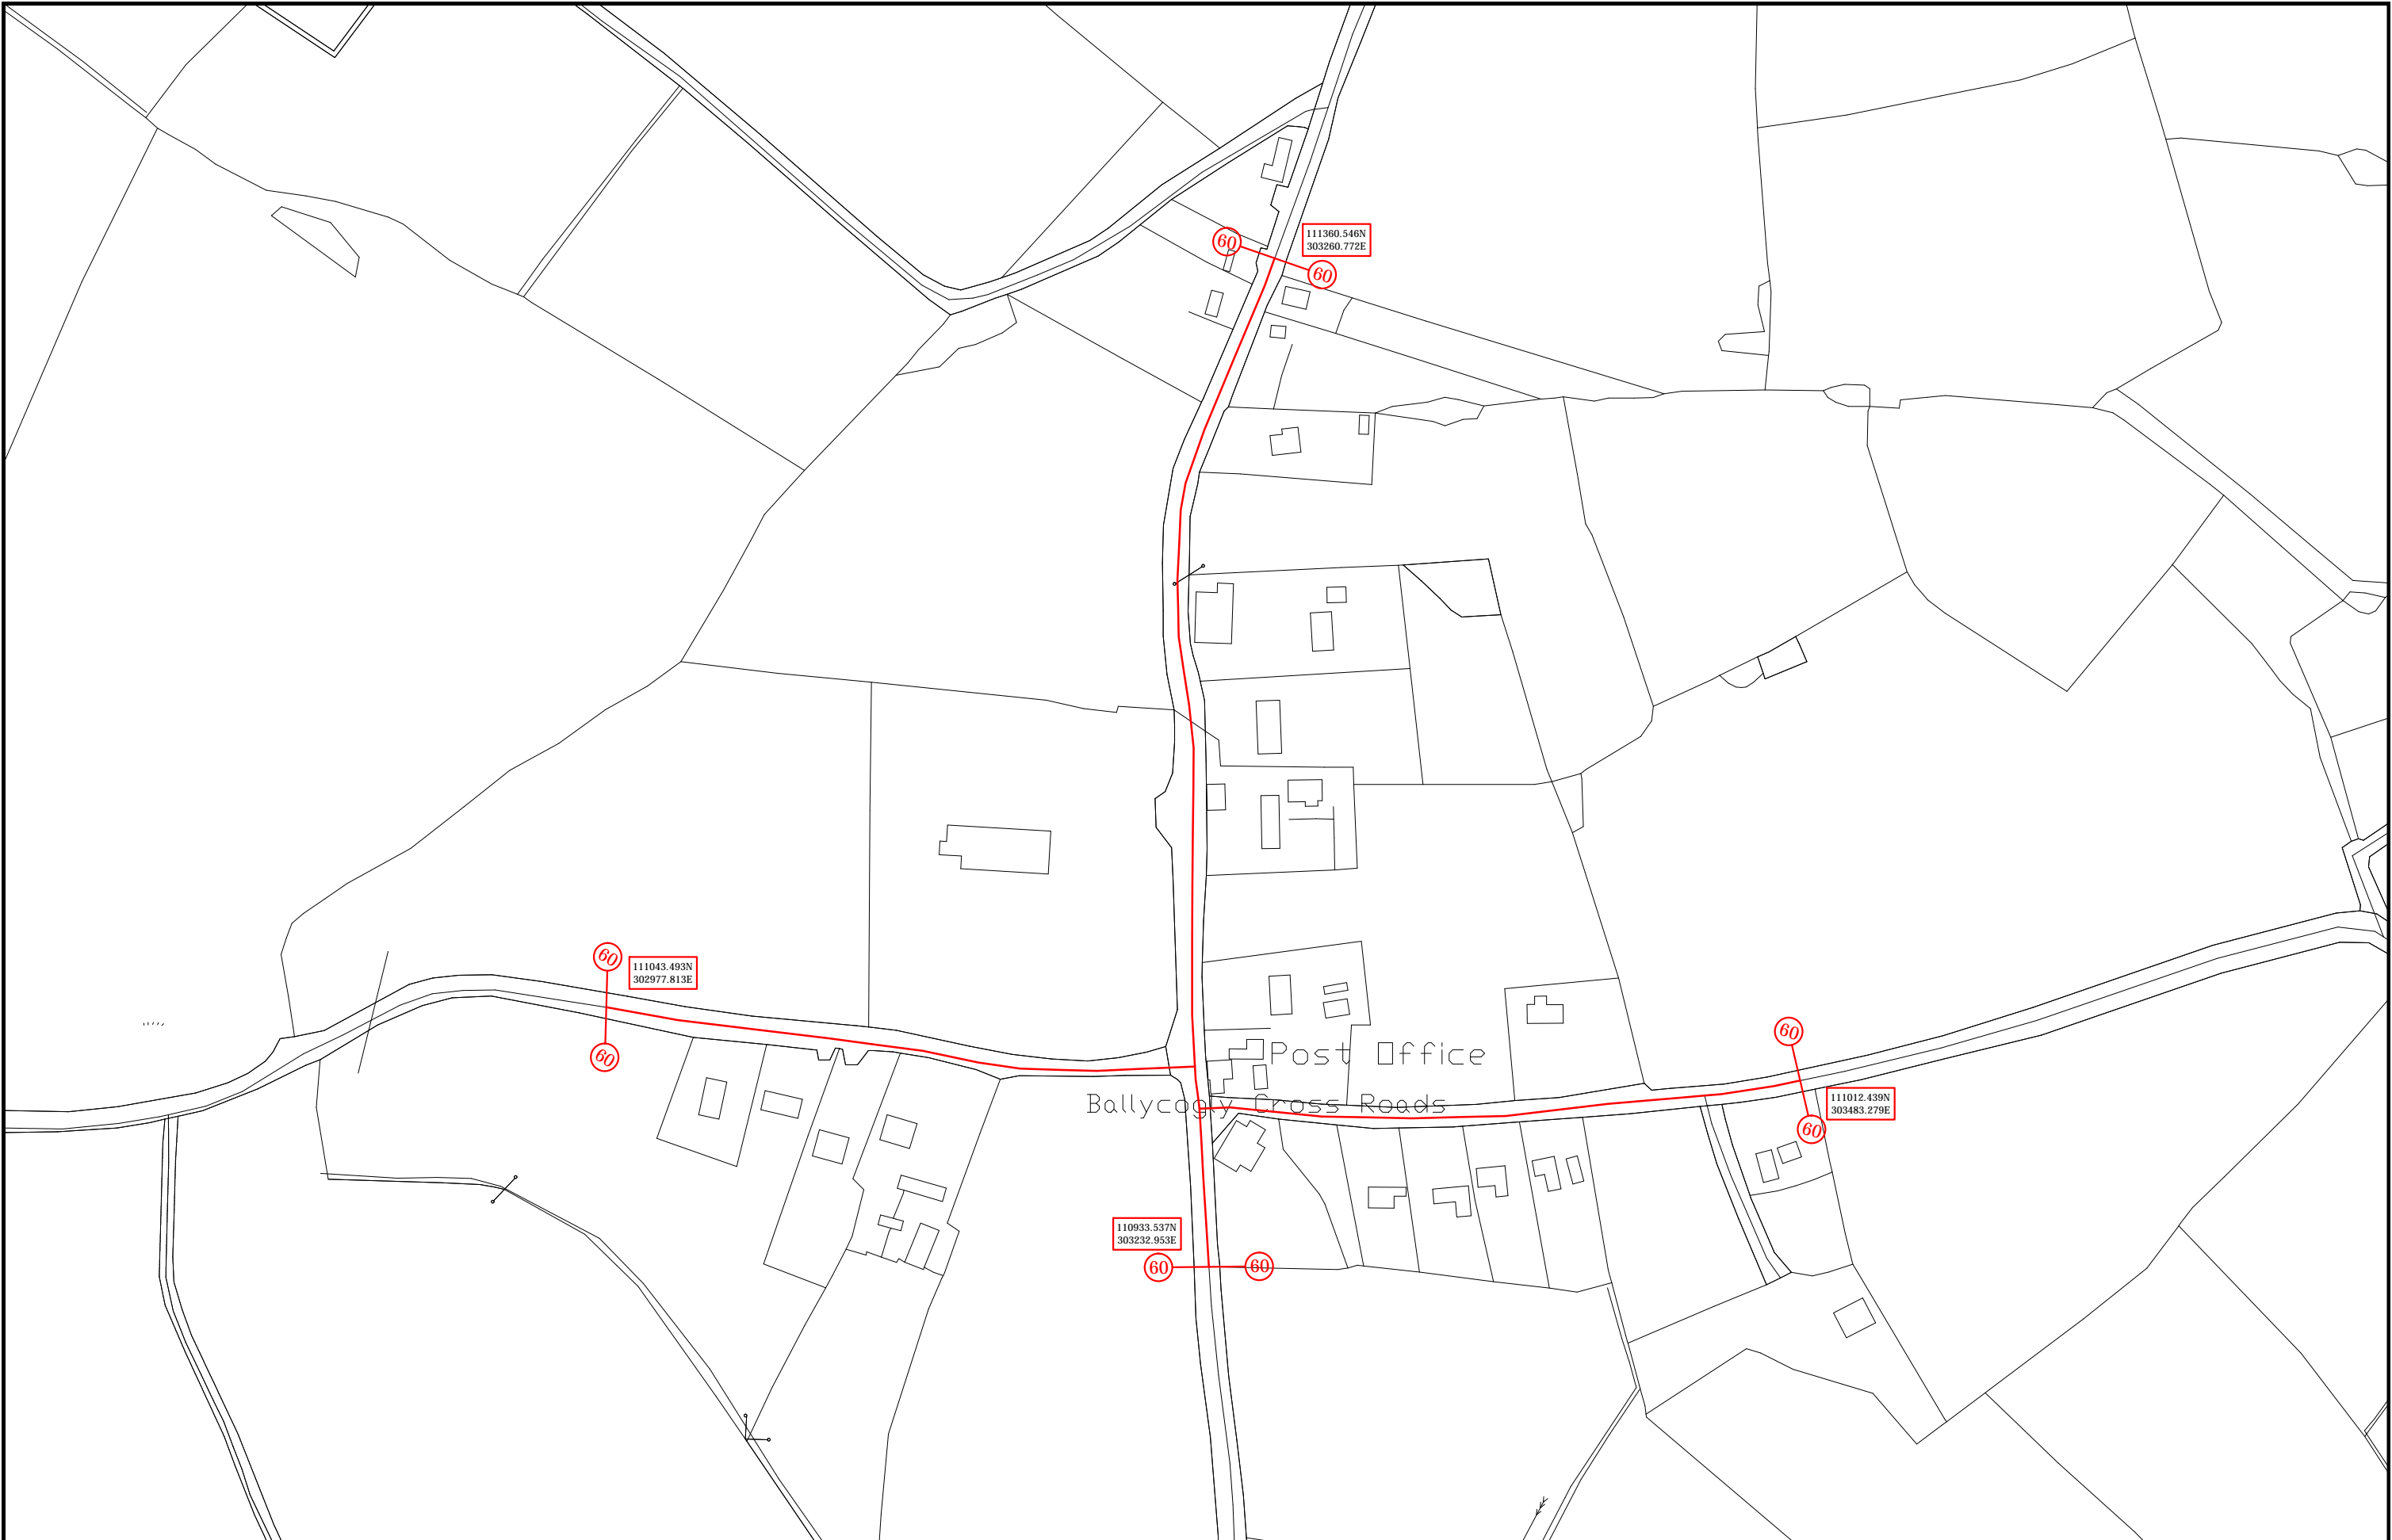 60
111360.546N
303260.772E
60
60
111043.493N
302977.813E
60
60
Post Office
111012.439N
303483.279E
Ballycogly Cross Roads
60
110933.537N
303232.953E
60
60